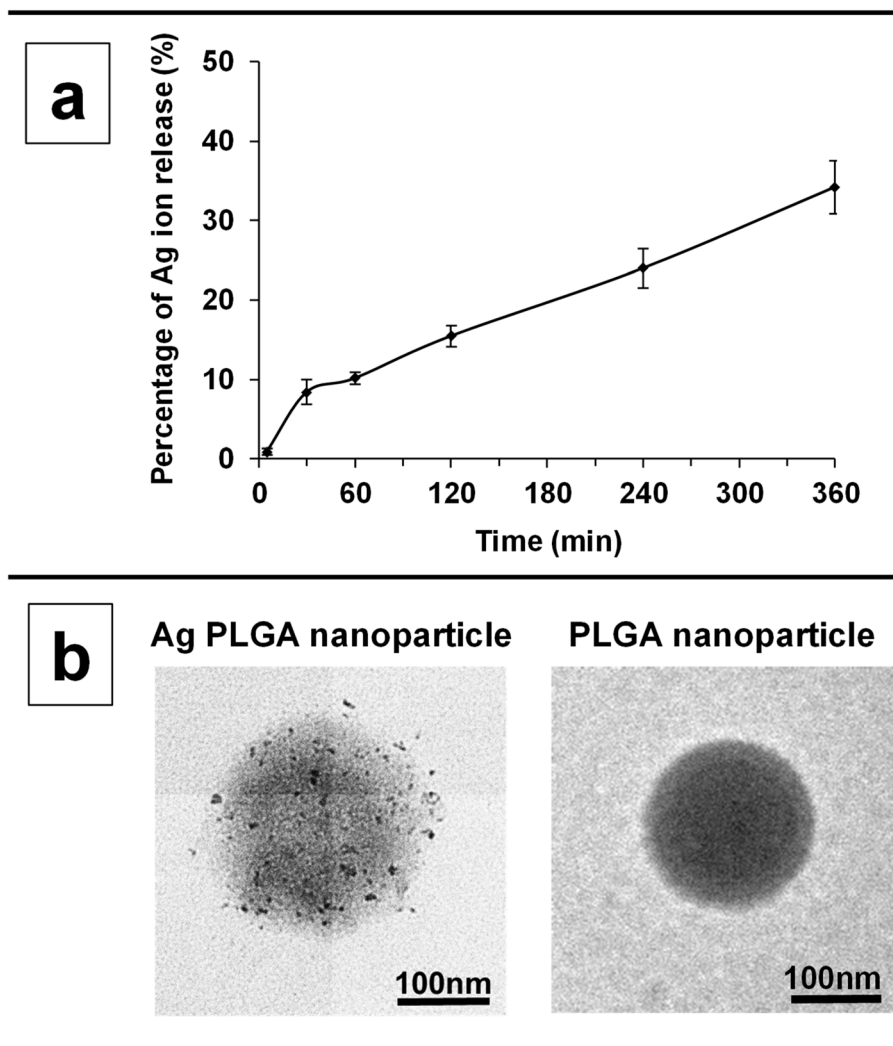 a
Percentage of Ag ion release (%)
50
40
30
20
10
0
0 60 120 180 240 300 360
Time (min)
b
Ag PLGA nanoparticle PLGA nanoparticle
100nm 100nm